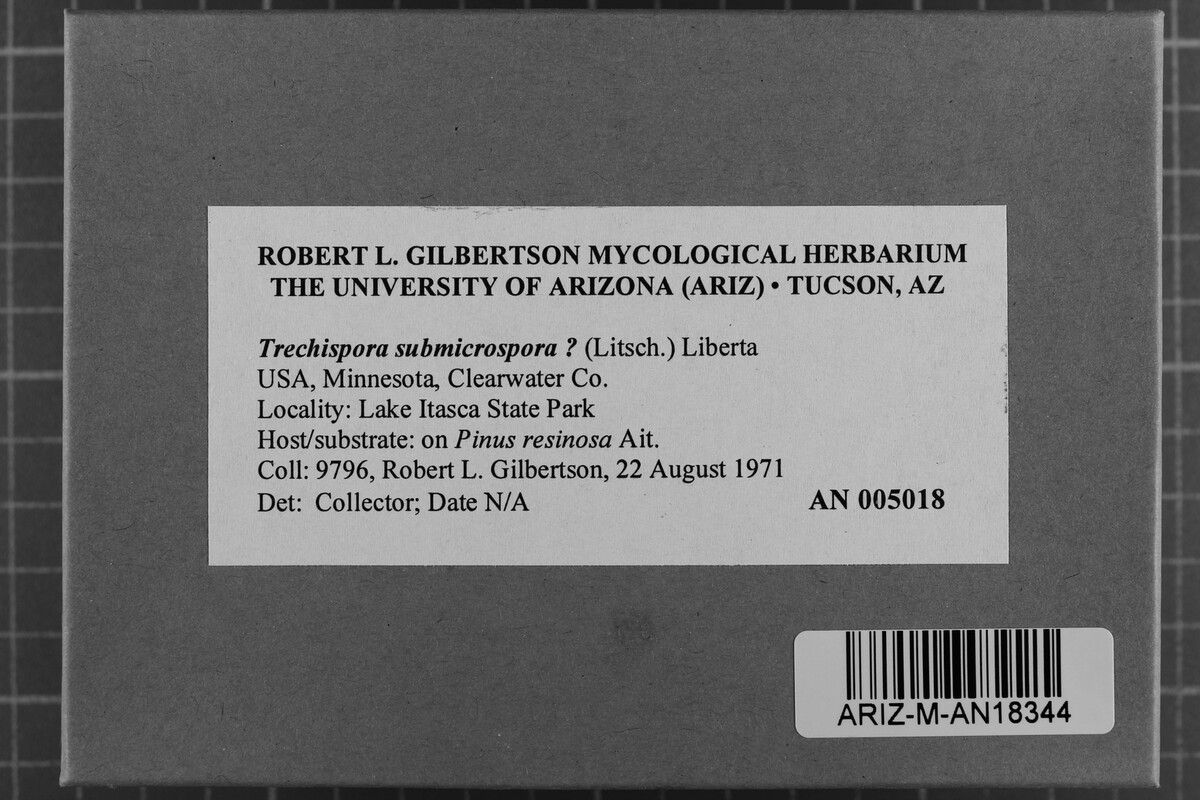 ROBERT L. GILBERTSON MYCOLOGICAL HERBARIUM
THE UNIVERSITY OF ARIZONA (ARIZ) • TUCSON, AZ
Trechispora submicrospora ? (Litsch.) Liberta
USA, Minnesota, Clearwater Co.
Locality: Lake Itasca State Park
Host/substrate: on Pinus resinosa Ait.
Coll: 9796, Robert L. Gilbertson, 22 August 1971
Det: Collector; Date N/A AN 005018
ARIZ-M-AN18344